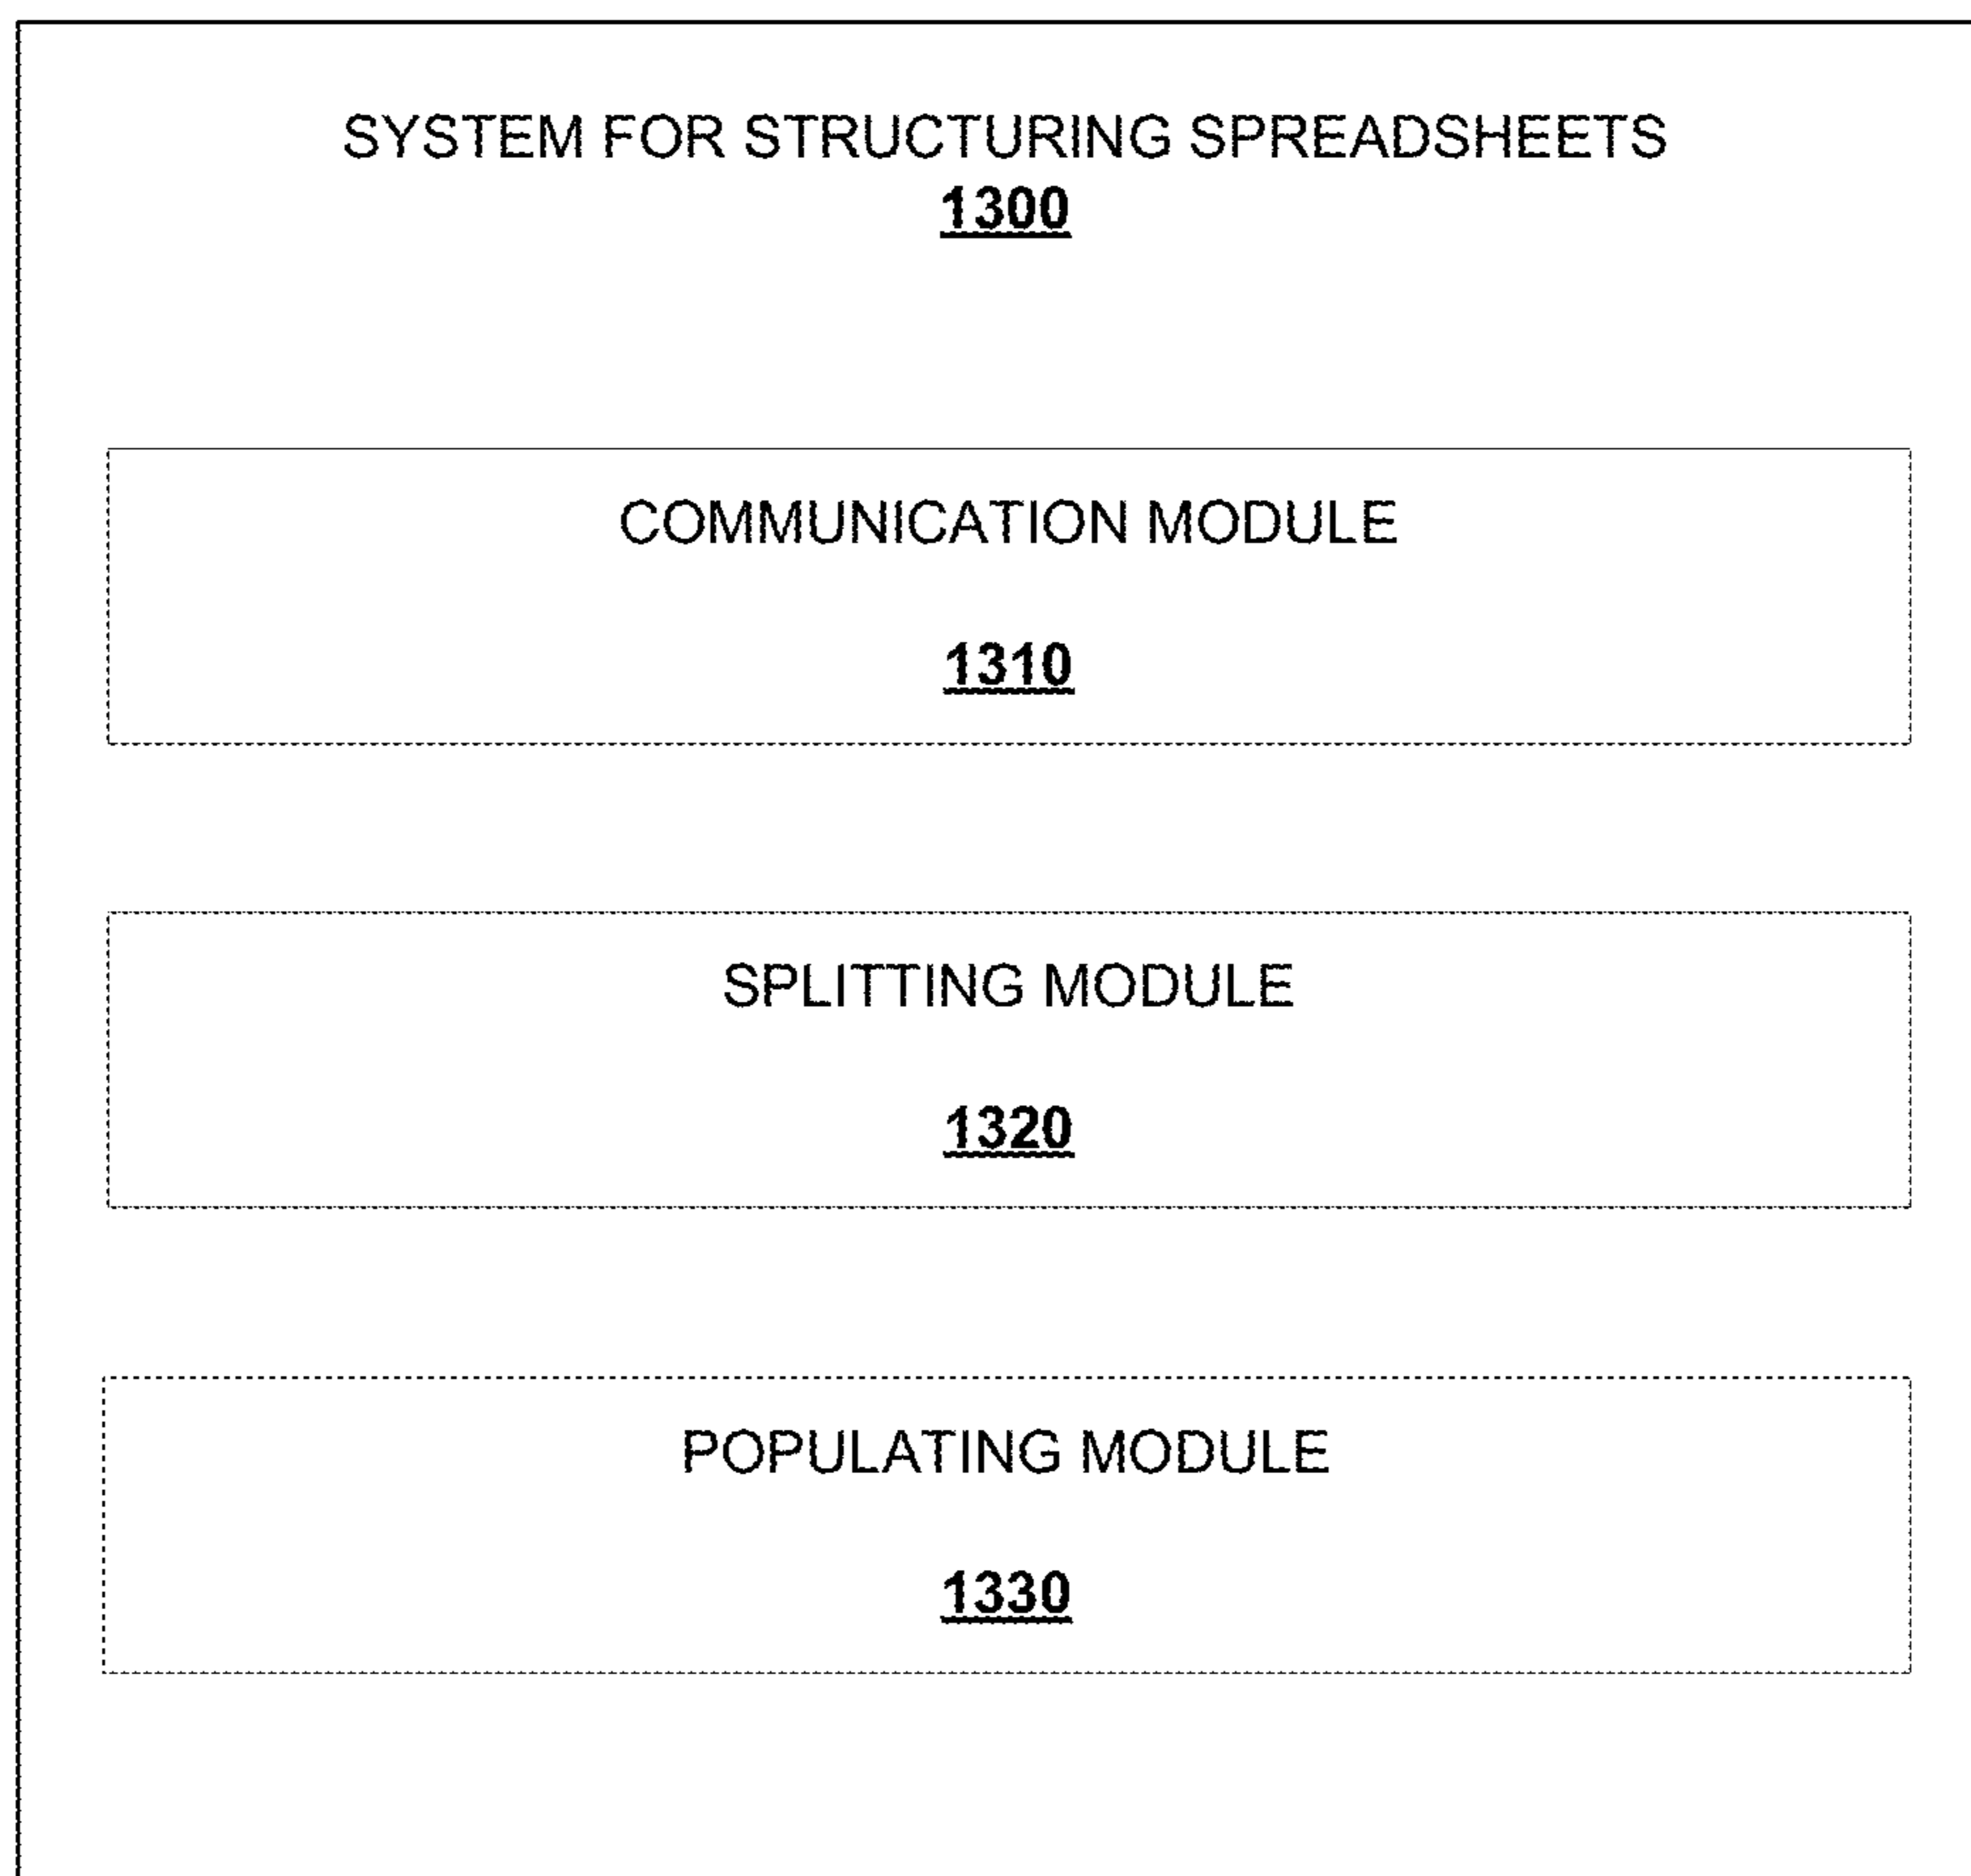 SYSTEM FOR STRUCTURING SPREADSHEETS
1300
COMMUNICATION MODULE
1310
SPLITTING MODULE
1320
POPULATING MODULE
1330